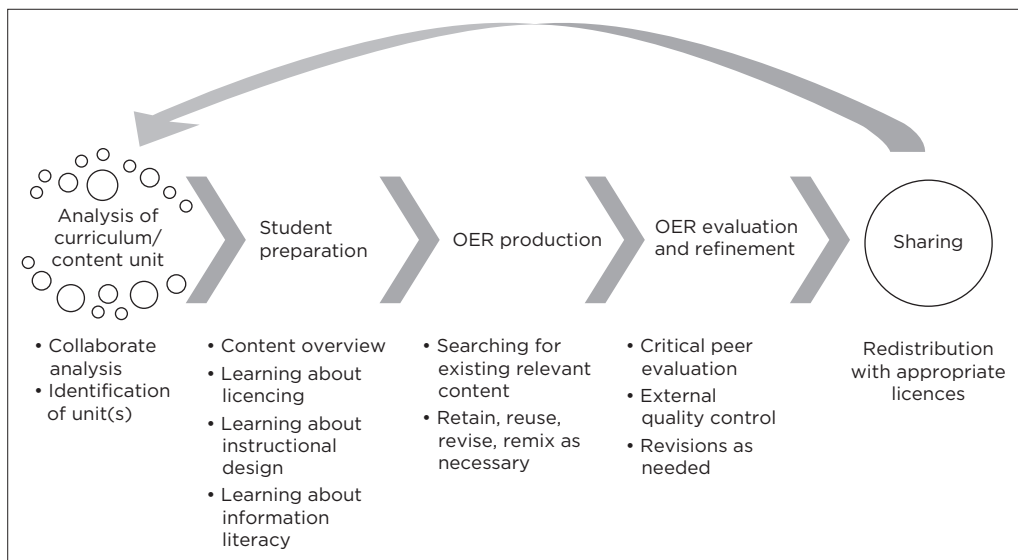 Analysis of
curriculum/
content unit
Student
preparation
OER production
OER evaluation
and refinement
Sharing
• Collaborate
analysis
• Identification
of unit(s)
• Content overview
• Learning about
licencing
• Learning about
instructional
design
• Learning about
information
literacy
• Searching for
existing relevant
content
• Retain, reuse,
revise, remix as
necessary
• Critical peer
evaluation
• External
quality control
• Revisions as
needed
Redistribution
with appropriate
licences